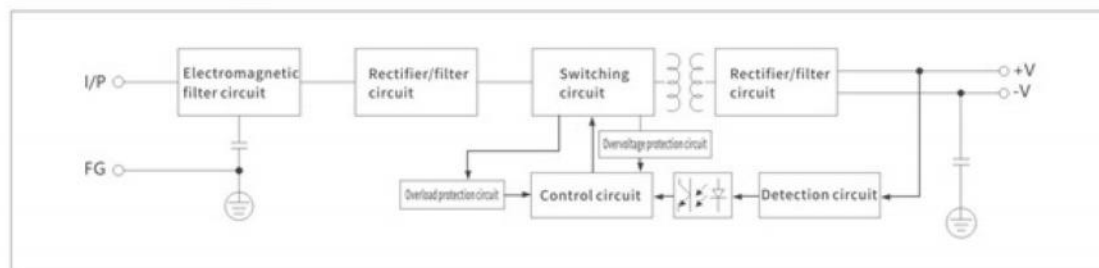 I/P
Electromagnetic
filter circuit
Rectifier/filter
circuit
Switching
circuit
Rectifier/filter
circuit
+V
-V
Overvoltage protection circuit
FG
Overload protection circuit
Control circuit
Detection circuit